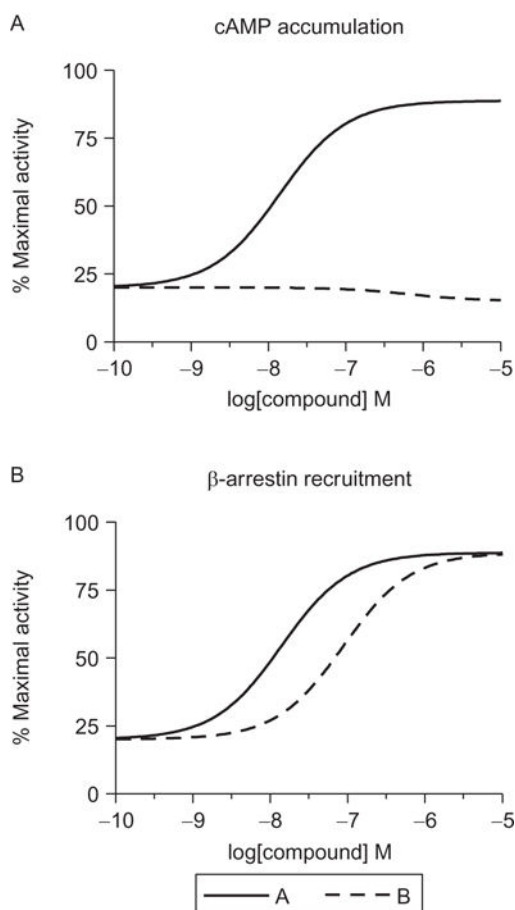 A
cAMP accumulation
% Maximal activity
100
75
50
25
0
–10
–9
–8
–7
–6
–5
log[compound] M
B
β-arrestin recruitment
% Maximal activity
100
75
50
25
0
–10
–9
–8
–7
–6
–5
log[compound] M
A
B